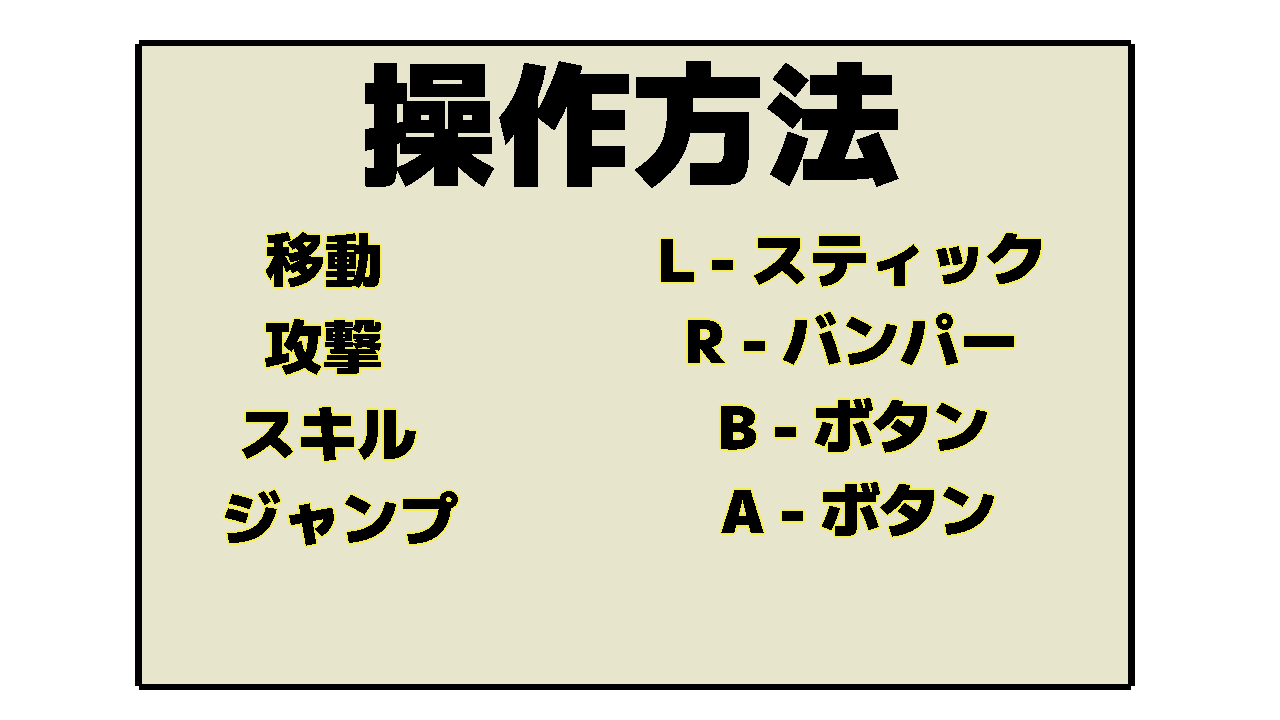 操作方法
移動 L - スティック
攻撃 R - バンパー
スキル B - ボタン
ジャンプ A - ボタン